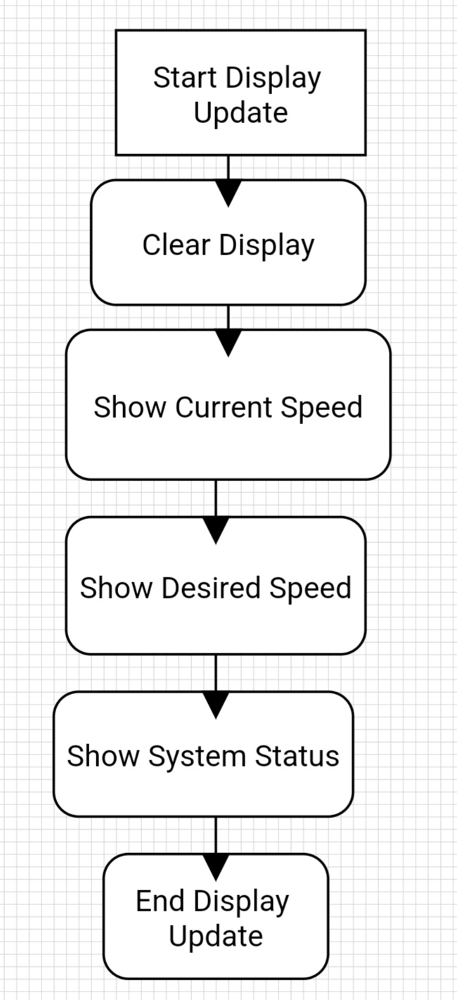 Start Display
Update
Clear Display
Show Current Speed
Show Desired Speed
Show System Status
End Display
Update